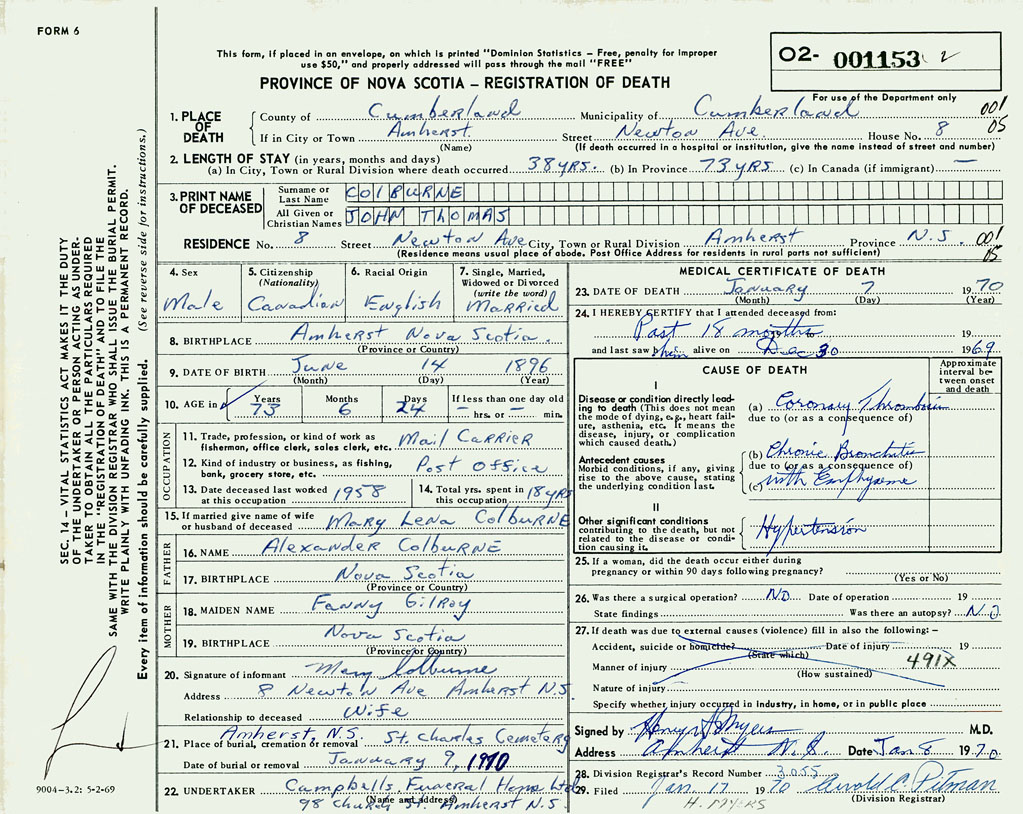 FORM 6
This form, if placed in an envelope, on which is printed "Dominion Statistics – Free, penalty for improper
use $50," and properly addressed will pass through the mail "FREE"
PROVINCE OF NOVA SCOTIA – REGISTRATION OF DEATH
O2- 001153 2
For use of the Department only
001
05
1. PLACE OF DEATH
County of Cumberland Municipality of Cumberland
If in City or Town Amherst Street Newton Ave. House No. 8
(Name) (If death occurred in a hospital or institution, give the name instead of street and number)
2. LENGTH OF STAY (in years, months and days)
(a) In City, Town or Rural Division where death occurred 38 YRS. (b) In Province 73 YRS (c) In Canada (if immigrant) —
3. PRINT NAME OF DECEASED
Surname or Last Name COLBURNE
All Given or Christian Names JOHN THOMAS
RESIDENCE No. 8 Street Newton Ave City, Town or Rural Division Amherst Province N.S. 001
05
(Residence means usual place of abode. Post Office Address for residents in rural parts not sufficient)
4. Sex
Male
5. Citizenship
(Nationality)
Canadian
6. Racial Origin
English
7. Single, Married,
Widowed or Divorced
(write the word)
Married
8. BIRTHPLACE Amherst Nova Scotia.
(Province or Country)
9. DATE OF BIRTH June 14 1896
(Month) (Day) (Year)
10. AGE in
Years Months Days If less than one day old
73 6 24 – hrs. or – min.
OCCUPATION
11. Trade, profession, or kind of work as
fisherman, office clerk, sales clerk, etc. Mail Carrier
12. Kind of industry or business, as fishing,
bank, grocery store, etc. Post Office
13. Date deceased last worked
at this occupation 1958
14. Total yrs. spent in
this occupation 18 yrs
15. If married give name of wife
or husband of deceased Mary Lena Colburne
FATHER
16. NAME Alexander Colburne
17. BIRTHPLACE Nova Scotia
(Province or Country)
MOTHER
18. MAIDEN NAME Fanny Gilroy
19. BIRTHPLACE Nova Scotia
(Province or Country)
20. Signature of informant Mary Colburne
Address 8 Newton Ave Amherst N.S.
Relationship to deceased Wife
21. Place of burial, cremation or removal Amherst, N.S. St. Charles Cemetery
Date of burial or removal January 9, 1970
22. UNDERTAKER Campbells Funeral Home Ltd
(Name and address)
98 Church St. Amherst N.S.
MEDICAL CERTIFICATE OF DEATH
23. DATE OF DEATH January 7 1970
(Month) (Day) (Year)
24. I HEREBY CERTIFY that I attended deceased from:
Past 18 months 19
and last saw him alive on Dec 30 1969
CAUSE OF DEATH
Approximate interval between onset and death
I
Disease or condition directly leading to death (This does not mean the mode of dying, e.g., heart failure, asthenia, etc. It means the disease, injury, or complication which caused death.)
(a) Coronary Thrombosis
due to (or as a consequence of)
Antecedent causes
Morbid conditions, if any, giving rise to the above cause, stating the underlying condition last.
(b) Chronic Bronchitis
due to (or as a consequence of)
(c) with Emphyseme
II
Other significant conditions
contributing to the death, but not related to the disease or condition causing it.
Hypertension
25. If a woman, did the death occur either during
pregnancy or within 90 days following pregnancy?
(Yes or No)
26. Was there a surgical operation? NO. Date of operation 19
State findings Was there an autopsy? NO
27. If death was due to external causes (violence) fill in also the following: –
Accident, suicide or homicide? Date of injury 19
(State which) 491X
Manner of injury
(How sustained)
Nature of injury
Specify whether injury occurred in Industry, in home, or in public place
Signed by Henry S Myers M.D.
Address Amherst N.S. Date Jan 8 1970
28. Division Registrar's Record Number 3055
29. Filed Jan. 17 1970 Arnold C. Pitman
(Division Registrar)
H. MYERS
SEC. 14 – VITAL STATISTICS ACT MAKES IT THE DUTY
OF THE UNDERTAKER OR PERSON ACTING AS UNDER-
TAKER TO OBTAIN ALL THE PARTICULARS REQUIRED
IN THE "REGISTRATION OF DEATH" AND TO FILE THE
SAME WITH THE DIVISION REGISTRAR WHO SHALL ISSUE THE BURIAL PERMIT.
WRITE PLAINLY WITH UNFADING INK. THIS IS A PERMANENT RECORD.
Every item of information should be carefully supplied. (See reverse side for instructions.)
9004–3.2: 5-2-69